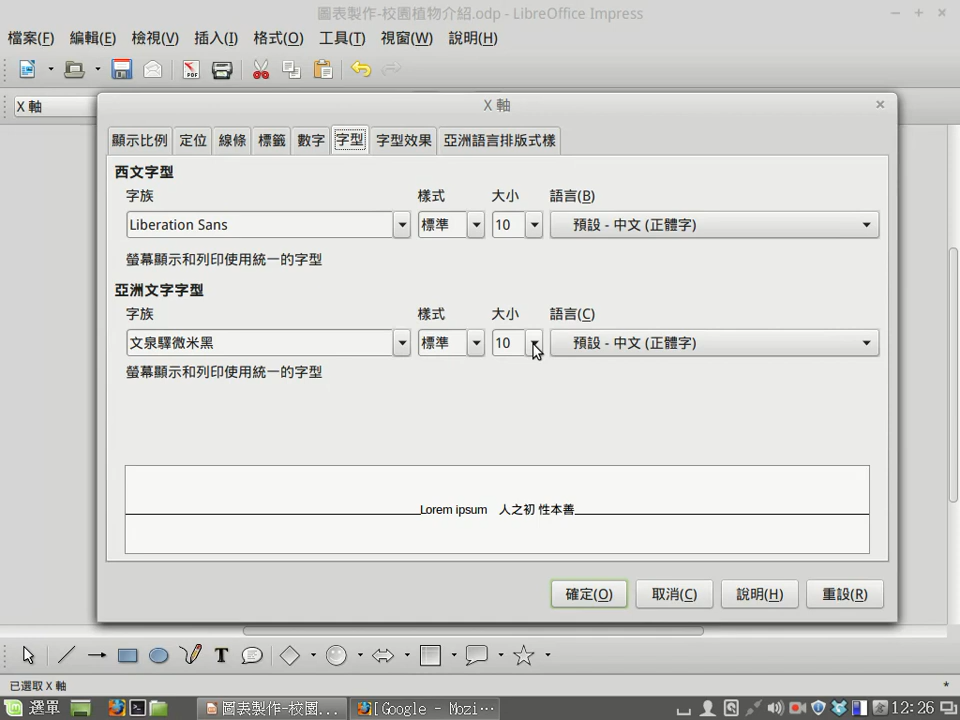 圖表製作-校園植物介紹.odp - LibreOffice Impress
檔案(F) 編輯(E) 檢視(V) 插入(I) 格式(O) 工具(T) 視窗(W) 說明(H)
X 軸
X 軸
顯示比例 定位 線條 標籤 數字 字型 字型效果 亞洲語言排版式樣
西文字型
字族 樣式 大小 語言(B)
Liberation Sans 標準 10 預設 - 中文 (正體字)
螢幕顯示和列印使用統一的字型
亞洲文字字型
字族 樣式 大小 語言(C)
文泉驛微米黑 標準 10 預設 - 中文 (正體字)
螢幕顯示和列印使用統一的字型
Lorem ipsum 人之初 性本善
確定(O) 取消(C) 說明(H) 重設(R)
已選取 X 軸 *
選單 圖表製作-校園... [Google - Mozi... 12:26